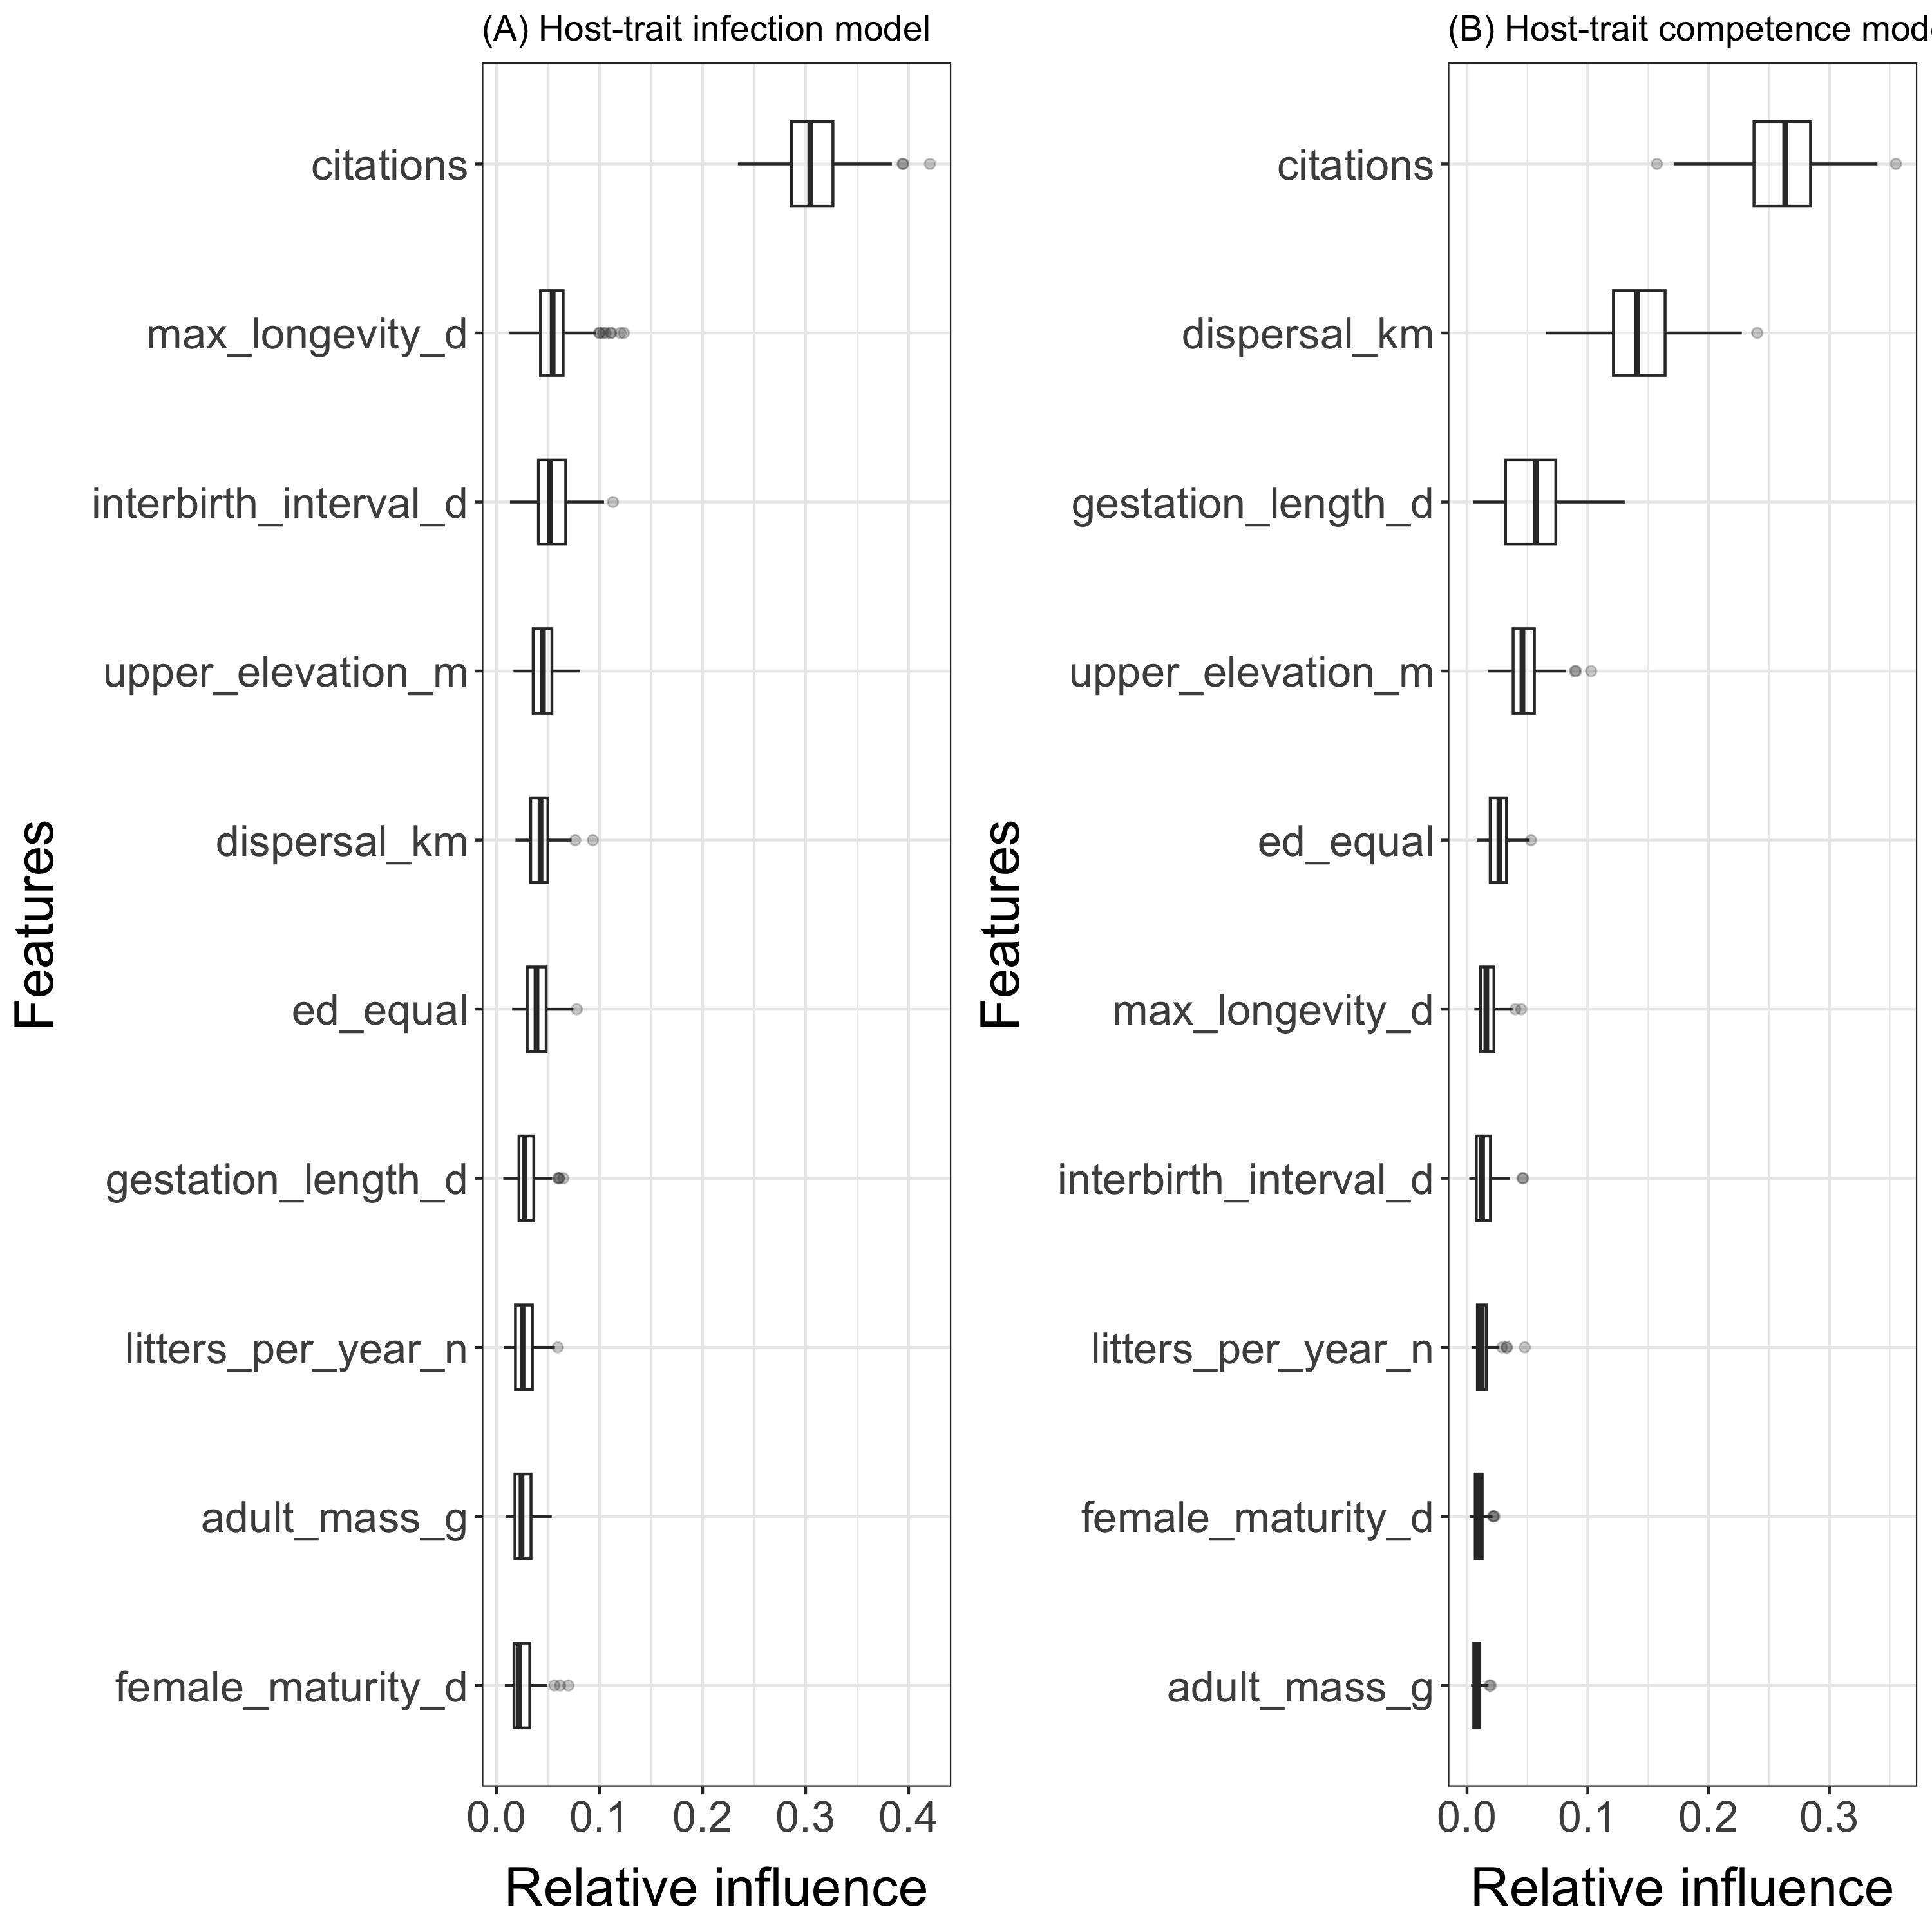 (A) Host-trait infection model
citations
max_longevity_d
interbirth_interval_d
upper_elevation_m
dispersal_km
ed_equal
gestation_length_d
litters_per_year_n
adult_mass_g
female_maturity_d
Features
0.0 0.1 0.2 0.3 0.4
Relative influence
(B) Host-trait competence mod
citations
dispersal_km
gestation_length_d
upper_elevation_m
ed_equal
max_longevity_d
interbirth_interval_d
litters_per_year_n
female_maturity_d
adult_mass_g
Features
0.0 0.1 0.2 0.3
Relative influence